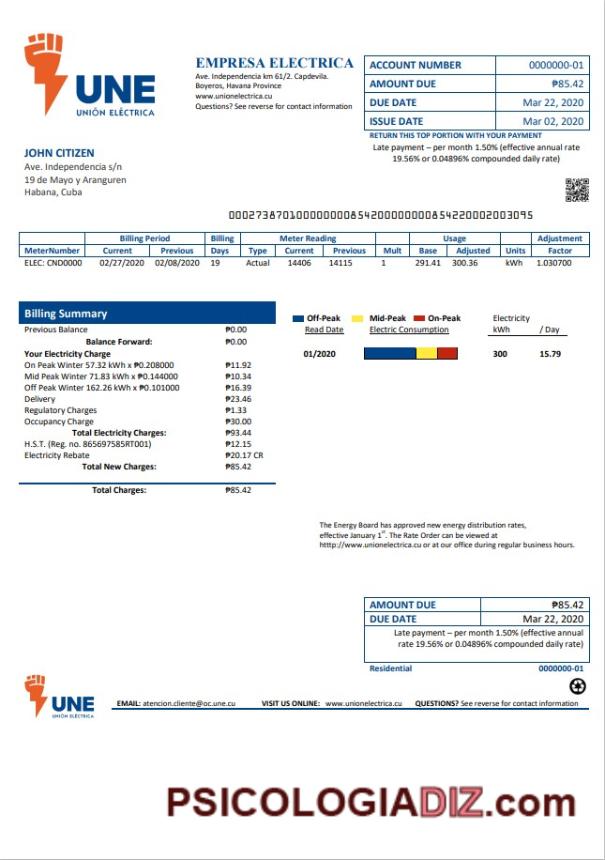 UNE
UNIÓN ELÉCTRICA
EMPRESA ELECTRICA
Ave. Independencia km 61/2. Capdevila.
Boyeros, Havana Province
www.unionelectrica.cu
Questions? See reverse for contact information
ACCOUNT NUMBER 0000000-01
AMOUNT DUE ₱85.42
DUE DATE Mar 22, 2020
ISSUE DATE Mar 02, 2020
RETURN THIS TOP PORTION WITH YOUR PAYMENT
Late payment – per month 1.50% (effective annual rate
19.56% or 0.04896% compounded daily rate)
JOHN CITIZEN
Ave. Independencia s/n
19 de Mayo y Aranguren
Habana, Cuba
Billing Period Billing Meter Reading Usage Adjustment
MeterNumber Current Previous Days Type Current Previous Mult Base Adjusted Units Factor
ELEC: CND0000 02/27/2020 02/08/2020 19 Actual 14406 14115 1 291.41 300.36 kWh 1.030700
Billing Summary
Previous Balance ₱0.00
Balance Forward: ₱0.00
Your Electricity Charge
On Peak Winter 57.32 kWh x ₱0.208000 ₱11.92
Mid Peak Winter 71.83 kWh x ₱0.144000 ₱10.34
Off Peak Winter 162.26 kWh x ₱0.101000 ₱16.39
Delivery ₱23.46
Regulatory Charges ₱1.33
Occupancy Charge ₱30.00
Total Electricity Charges: ₱93.44
H.S.T. (Reg. no. 865697585RT001) ₱12.15
Electricity Rebate ₱20.17 CR
Total New Charges: ₱85.42
Total Charges: ₱85.42
Off-Peak Mid-Peak On-Peak Electricity
Read Date Electric Consumption kWh / Day
01/2020 300 15.79
The Energy Board has approved new energy distribution rates,
effective January 1st. The Rate Order can be viewed at
htttp://www.unionelectrica.cu or at our office during regular business hours.
AMOUNT DUE ₱85.42
DUE DATE Mar 22, 2020
Late payment – per month 1.50% (effective annual
rate 19.56% or 0.04896% compounded daily rate)
Residential 0000000-01
UNE
UNIÓN ELÉCTRICA
EMAIL: atencion.cliente@oc.une.cu VISIT US ONLINE: www.unionelectrica.cu QUESTIONS? See reverse for contact information
PSICOLOGIADIZ.com